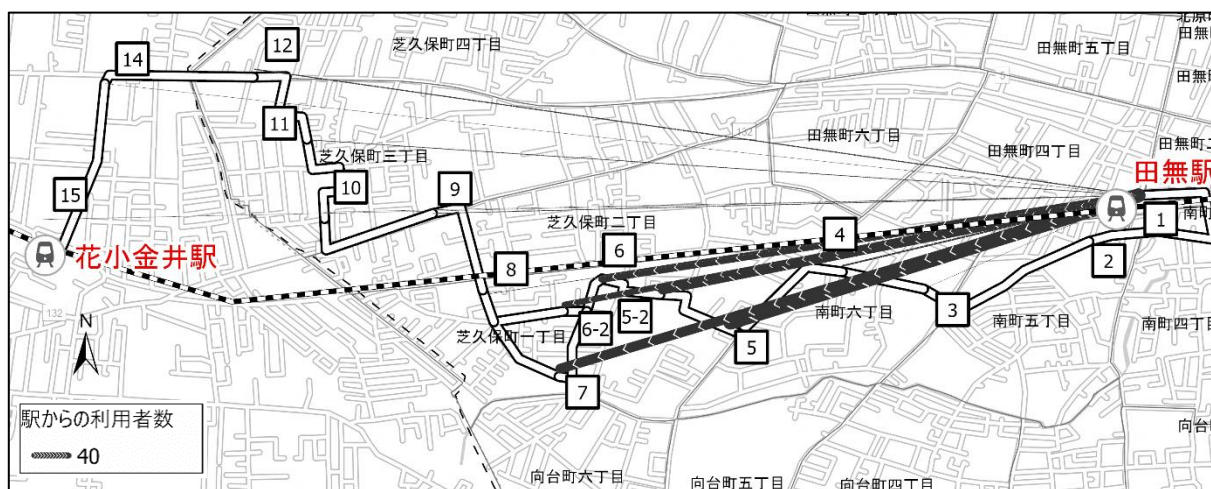 12
14
芝久保町四丁目
田無町五丁目
田無町六丁目
田無町四丁目
11
芝久保町三丁目
10
9
15
田無駅
芝久保町二丁目
4
1
6
2
花小金井駅
8
132
3
南町六丁目
南町五丁目
南町四丁目
6-2
5-2
5
芝久保町一丁目
7
N
駅からの利用者数
40
向台町六丁目
向台町五丁目
向台町四丁目